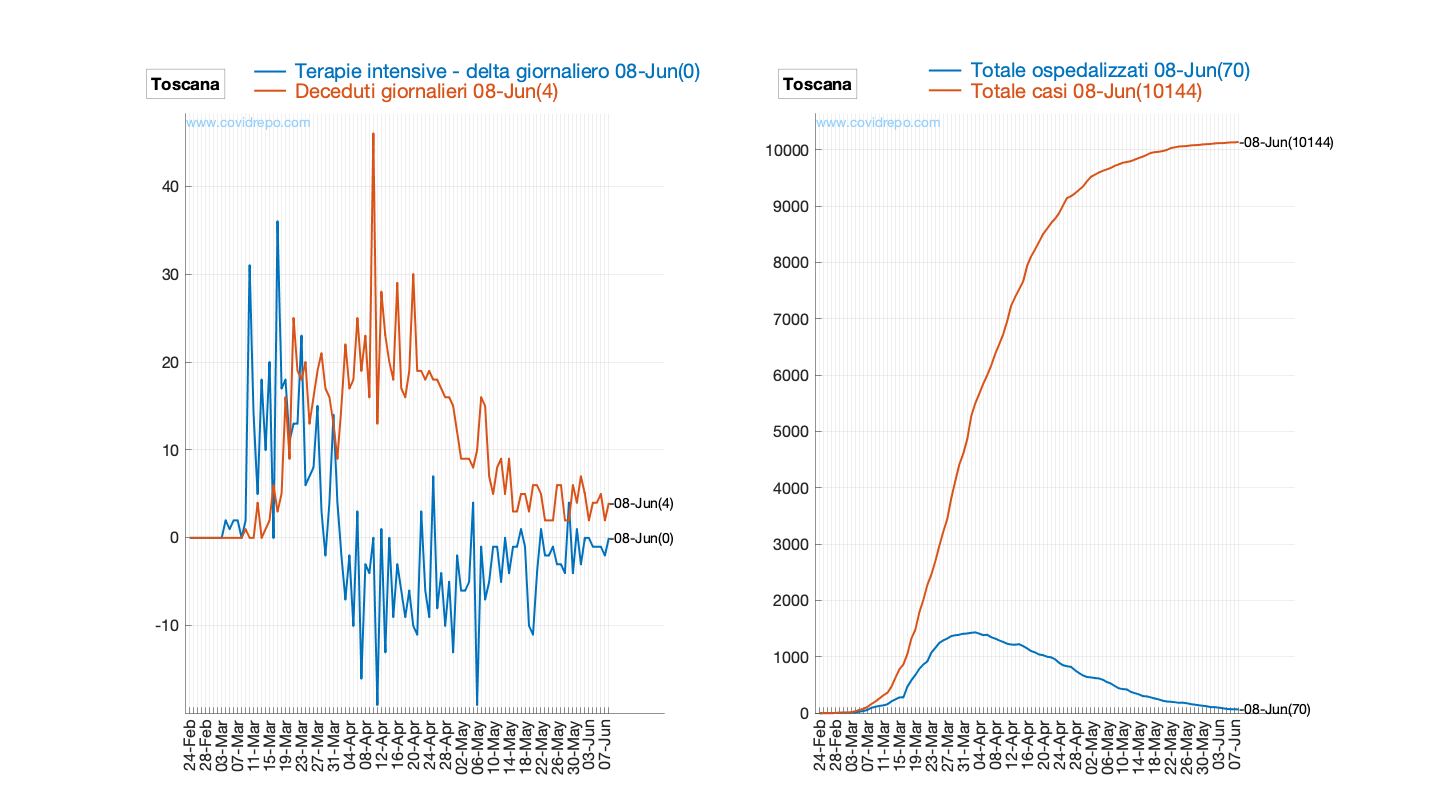 Toscana
Terapie intensive - delta giornaliero 08-Jun(0)
Deceduti giornalieri 08-Jun(4)
www.covidrepo.com
40
30
20
10
0
-10
-08-Jun(4)
-08-Jun(0)
24-Feb
28-Feb
03-Mar
07-Mar
11-Mar
15-Mar
19-Mar
23-Mar
27-Mar
31-Mar
04-Apr
08-Apr
12-Apr
16-Apr
20-Apr
24-Apr
28-Apr
02-May
06-May
10-May
14-May
18-May
22-May
26-May
30-May
03-Jun
07-Jun
Toscana
Totale ospedalizzati 08-Jun(70)
Totale casi 08-Jun(10144)
www.covidrepo.com
10000
9000
8000
7000
6000
5000
4000
3000
2000
1000
0
-08-Jun(10144)
-08-Jun(70)
24-Feb
28-Feb
03-Mar
07-Mar
11-Mar
15-Mar
19-Mar
23-Mar
27-Mar
31-Mar
04-Apr
08-Apr
12-Apr
16-Apr
20-Apr
24-Apr
28-Apr
02-May
06-May
10-May
14-May
18-May
22-May
26-May
30-May
03-Jun
07-Jun